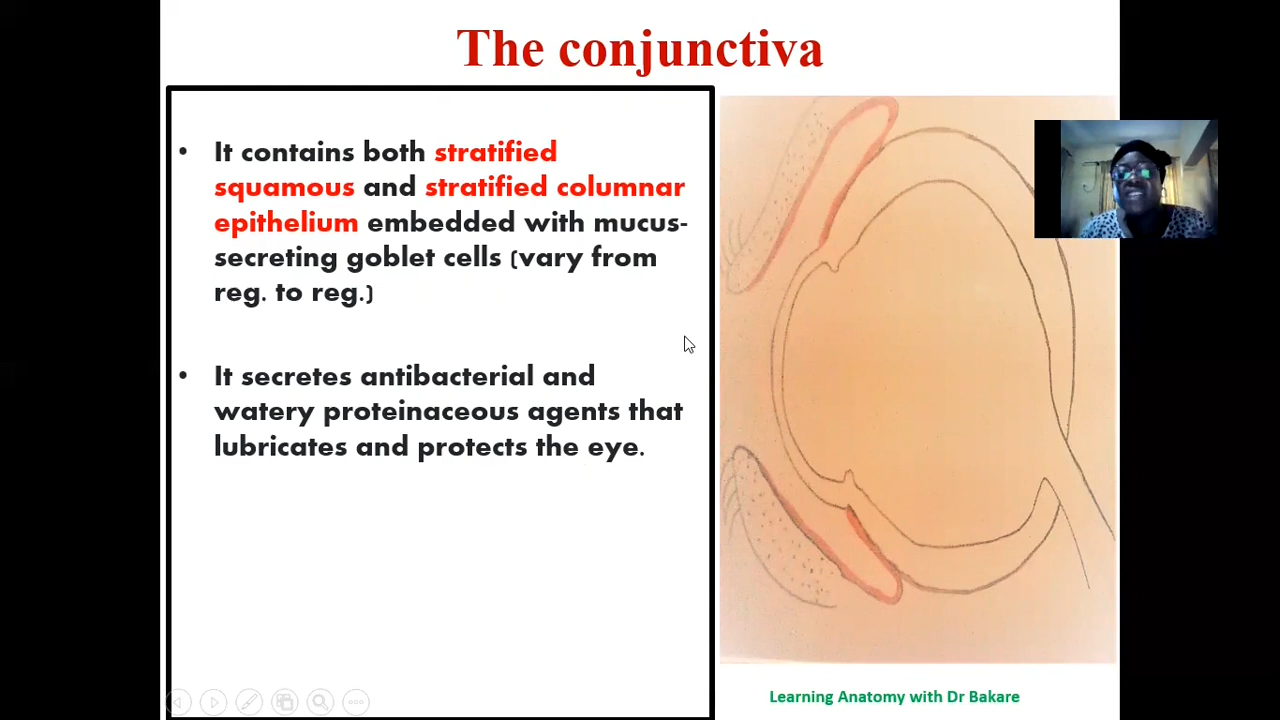 The conjunctiva
• It contains both stratified
squamous and stratified columnar
epithelium embedded with mucus-
secreting goblet cells (vary from
reg. to reg.)
• It secretes antibacterial and
watery proteinaceous agents that
lubricates and protects the eye.
Learning Anatomy with Dr Bakare